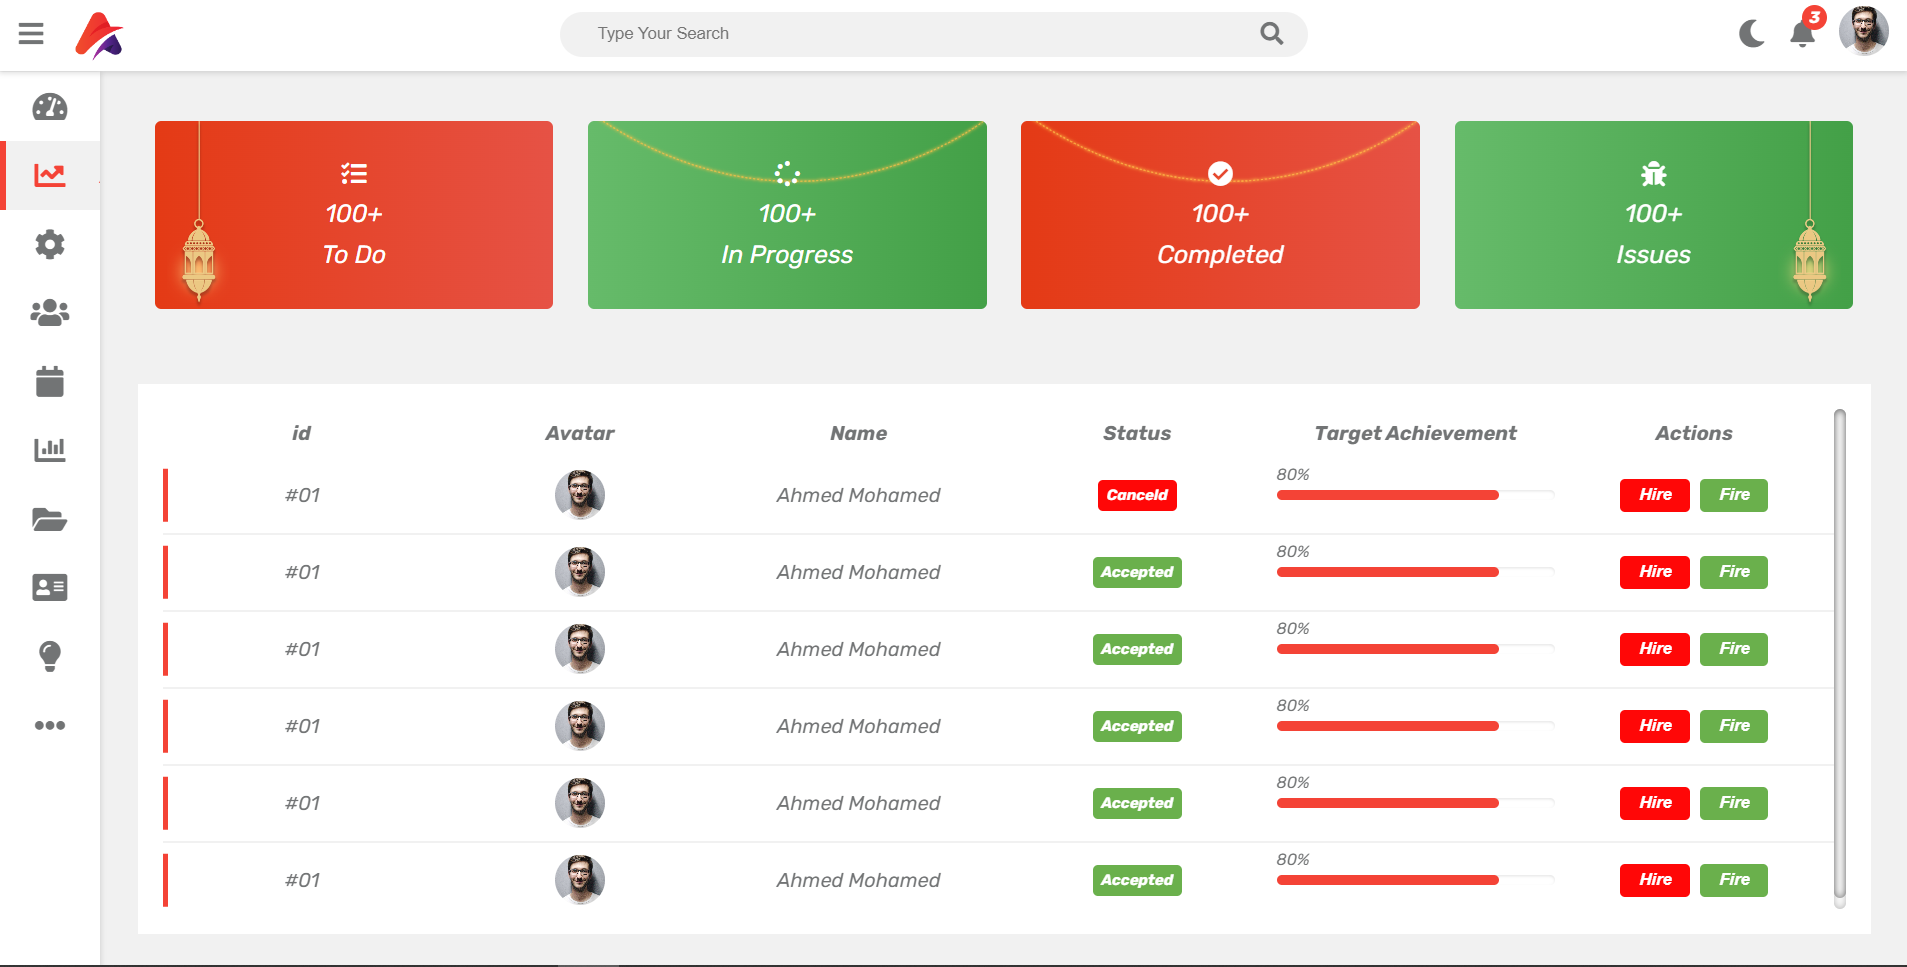 Type Your Search
3
100+
To Do
100+
In Progress
100+
Completed
100+
Issues
id Avatar Name Status Target Achievement Actions
#01 Ahmed Mohamed Canceld 80% Hire Fire
#01 Ahmed Mohamed Accepted 80% Hire Fire
#01 Ahmed Mohamed Accepted 80% Hire Fire
#01 Ahmed Mohamed Accepted 80% Hire Fire
#01 Ahmed Mohamed Accepted 80% Hire Fire
#01 Ahmed Mohamed Accepted 80% Hire Fire